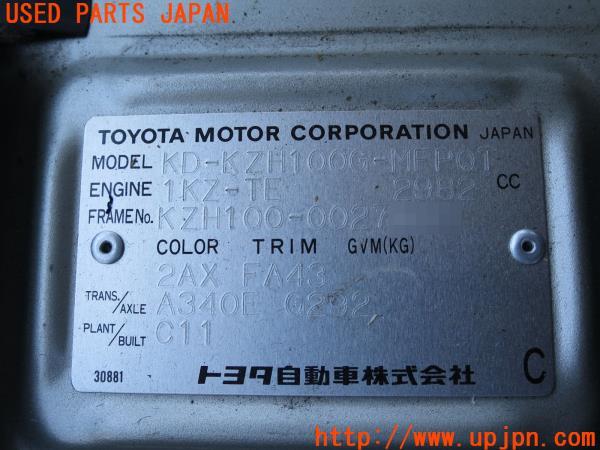 USED PARTS JAPAN.
TOYOTA MOTOR CORPORATION JAPAN
MODEL KD-KZH100G-MFPQT
ENGINE 1KZ-TE 2982 CC
FRAME No. KZH100-0027
COLOR TRIM GVM(KG)
2AX FA43
TRANS./AXLE A340E G292
PLANT/BUILT C11
30881 トヨタ自動車株式会社 C
http://www.upjpn.com/